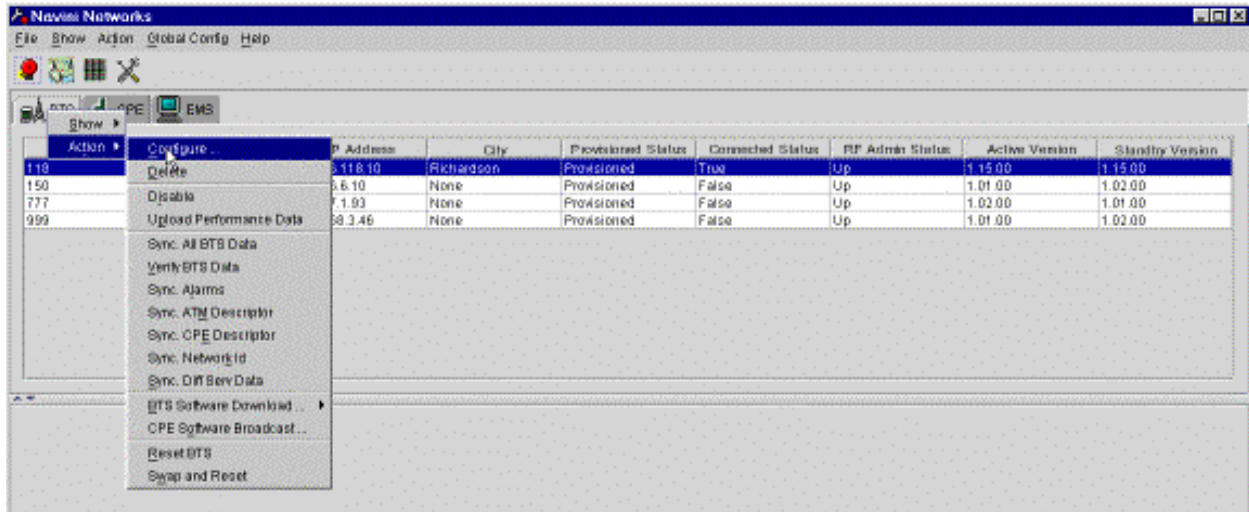 Navini Networks
File Show Action Global Config Help
BTS CPE EMS
Show
Action
Configure ...
Delete
Disable
Upload Performance Data
Sync. All BTS Data
Verify BTS Data
Sync. Alarms
Sync. ATM Descriptor
Sync. CPE Descriptor
Sync. Network Id
Sync. Diff Serv Data
BTS Software Download ...
CPE Software Broadcast ...
Reset BTS
Swap and Reset
P Address City Provisioned Status Connected Status RF Admin Status Active Version Standby Version
118 .118.10 Richardson Provisioned True Up 1.15.00 1.15.00
150 .6.10 None Provisioned False Up 1.01.00 1.02.00
777 .1.93 None Provisioned False Up 1.02.00 1.01.00
999 8.3.46 None Provisioned False Up 1.01.00 1.02.00